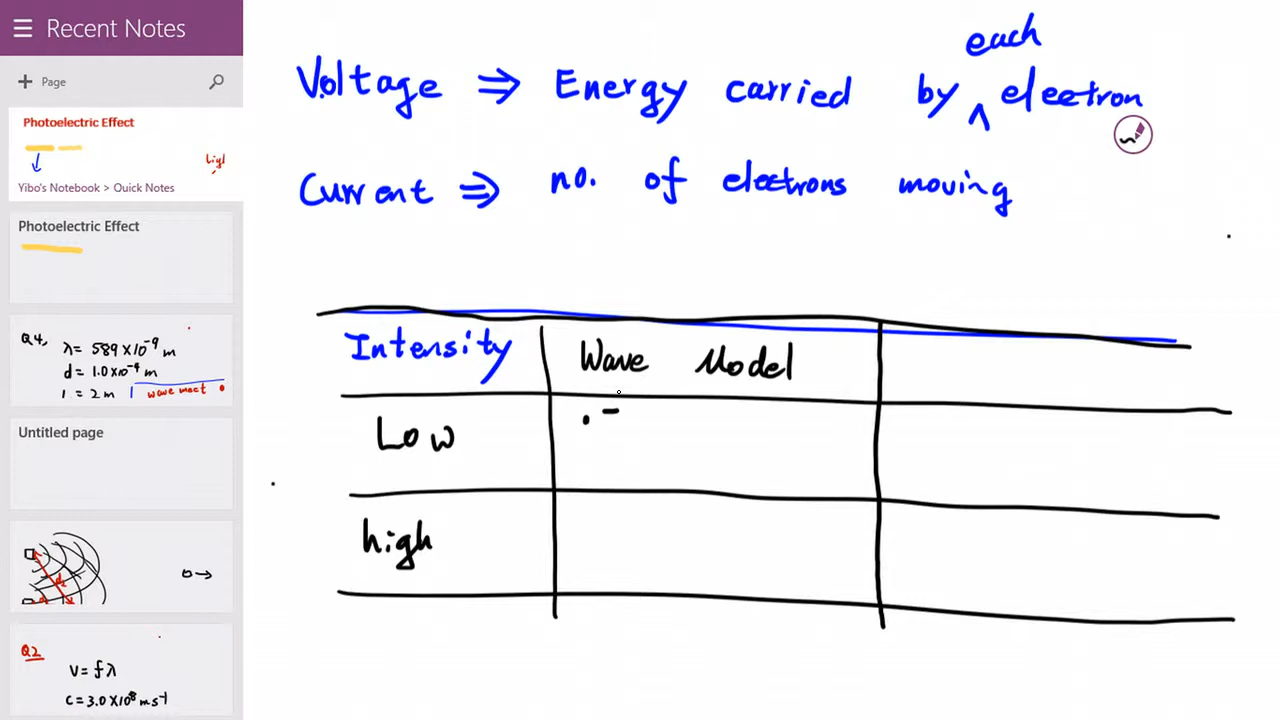 Recent Notes
Page
Photoelectric Effect
Yibo's Notebook > Quick Notes
Photoelectric Effect
Q4,
λ = 589 x 10⁻⁹ m
d = 1.0 x 10⁻⁴ m
l = 2 m
Untitled page
d₂
Q2
V = fλ
C = 3.0 x 10⁸ ms⁻¹
each
Voltage ⇒ Energy carried by ^ electron
Current ⇒ no. of electrons moving
Intensity Wave Model
Low
high